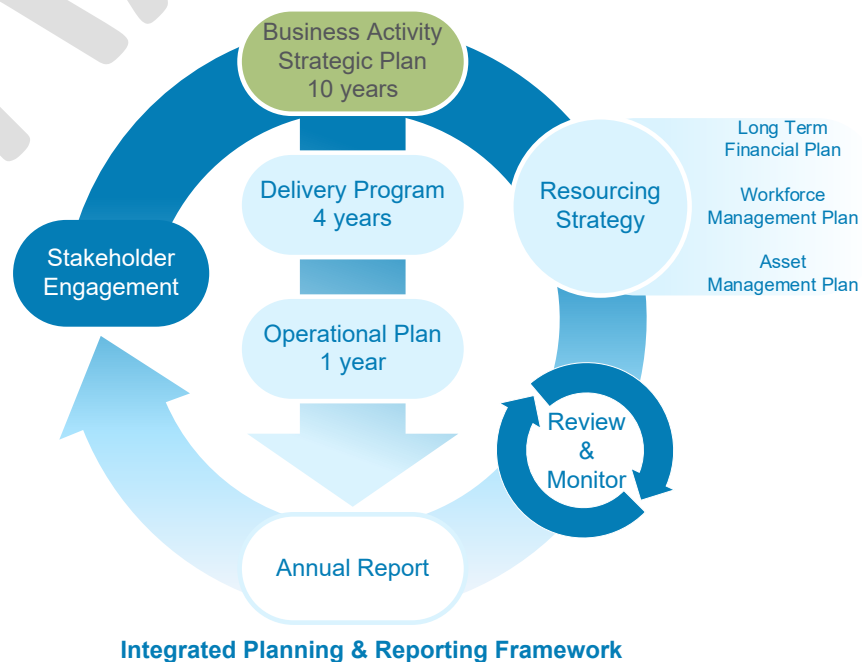 Business Activity
Strategic Plan
10 years
Delivery Program
4 years
Resourcing
Strategy
Long Term
Financial Plan
Workforce
Management Plan
Asset
Management Plan
Stakeholder
Engagement
Operational Plan
1 year
Review
&
Monitor
Annual Report
Integrated Planning & Reporting Framework